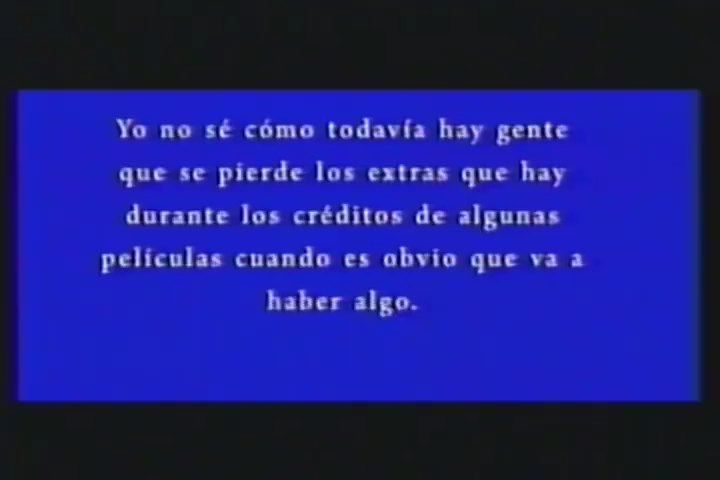 Yo no sé cómo todavía hay gente
que se pierde los extras que hay
durante los créditos de algunas
películas cuando es obvio que va a
haber algo.